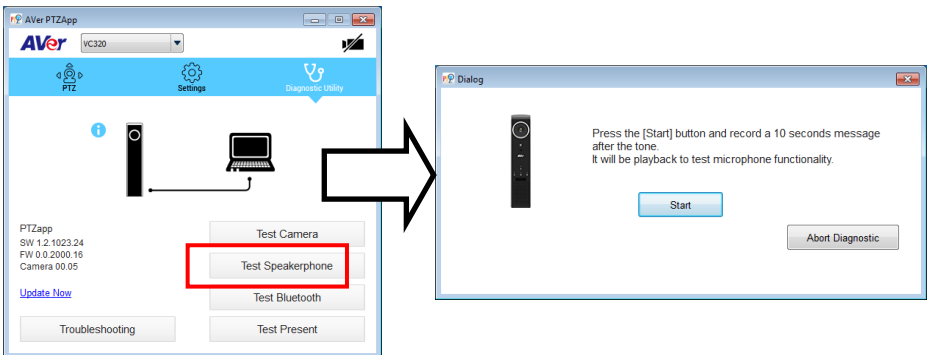 AVer PTZApp
AVer
VC320
PTZ
Settings
Diagnostic Utility
i
PTZapp
SW 1.2.1023.24
FW 0.0.2000.16
Camera 00.05
Update Now
Test Camera
Test Speakerphone
Test Bluetooth
Troubleshooting
Test Present
Dialog
Press the [Start] button and record a 10 seconds message
after the tone.
It will be playback to test microphone functionality.
Start
Abort Diagnostic